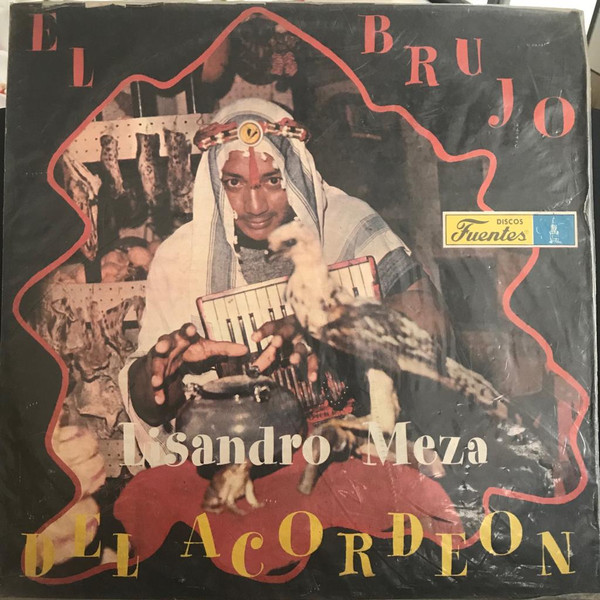 EL BRUJO
DISCOS
Fuentes
Lisandro Meza
DEL ACORDEON